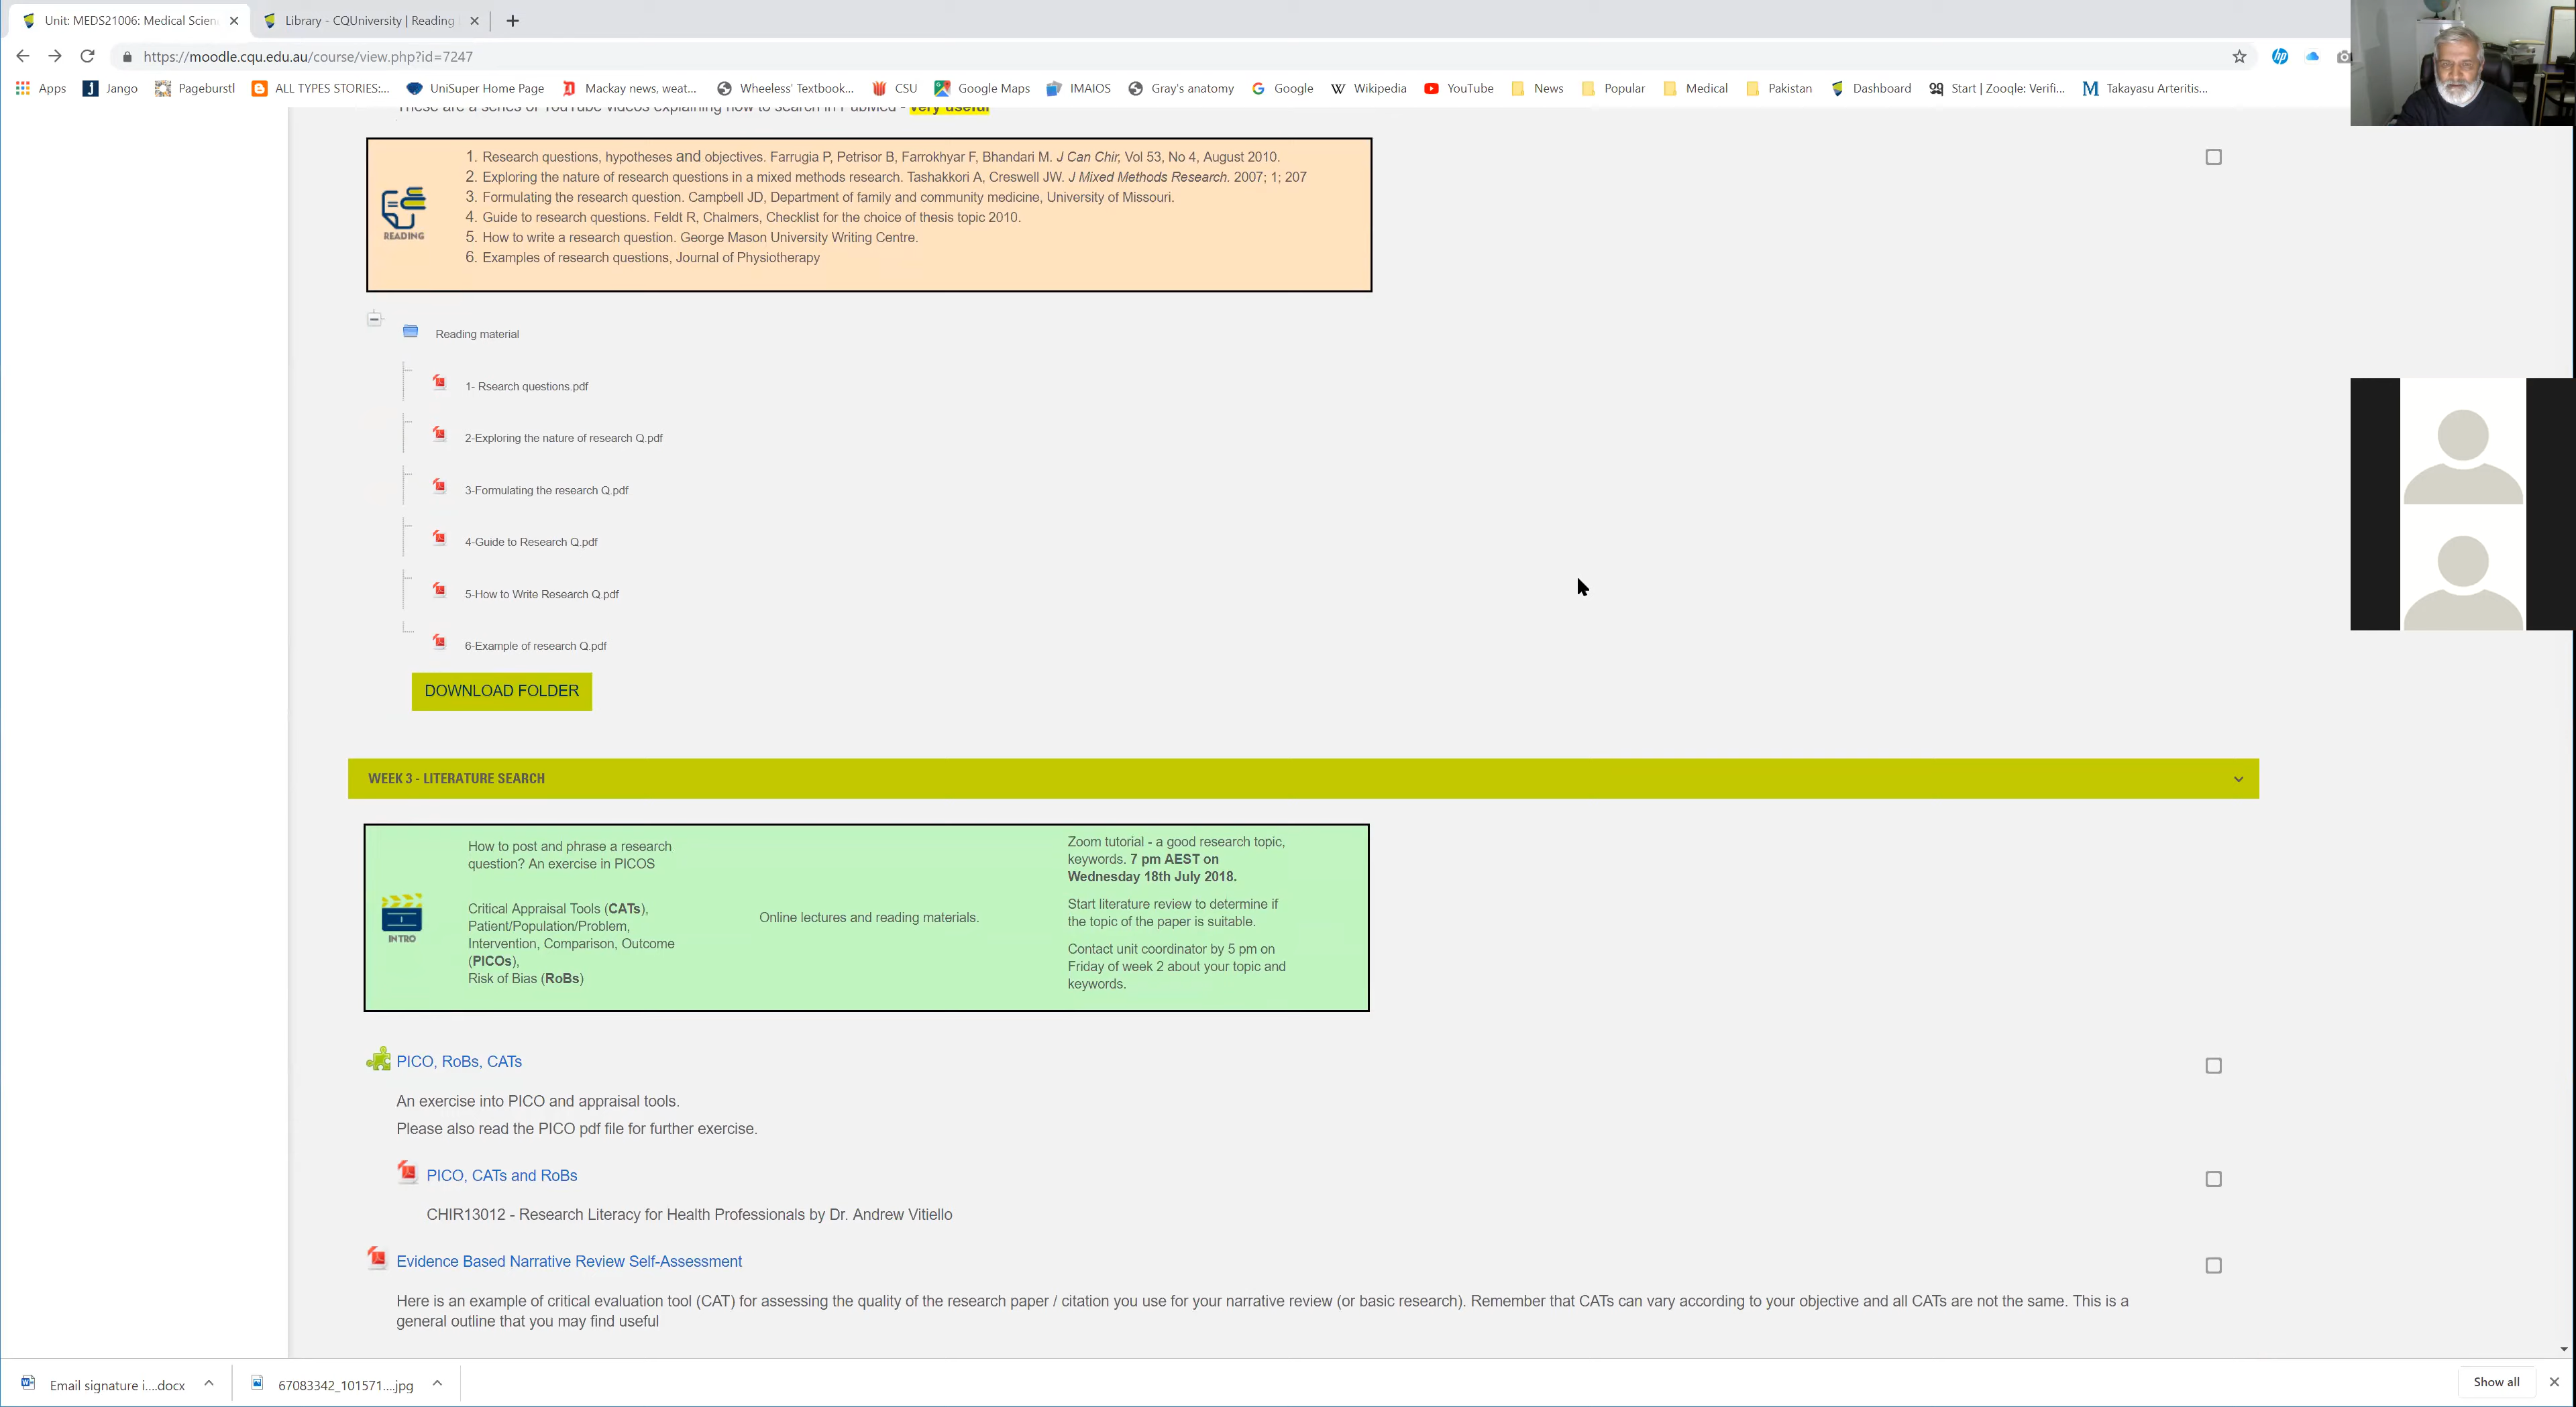 Unit: MEDS21006: Medical Scien
Library - CQUniversity | Reading
https://moodle.cqu.edu.au/course/view.php?id=7247
Apps Jango Pageburstl ALL TYPES STORIES:... UniSuper Home Page Mackay news, weat... Wheeless' Textbook... CSU Google Maps IMAIOS Gray's anatomy Google Wikipedia YouTube News Popular Medical Pakistan Dashboard Start | Zooqle: Verifi... Takayasu Arteritis...
These are a series of YouTube videos explaining how to search in PubMed - very useful
READING
1. Research questions, hypotheses and objectives. Farrugia P, Petrisor B, Farrokhyar F, Bhandari M. J Can Chir, Vol 53, No 4, August 2010.
2. Exploring the nature of research questions in a mixed methods research. Tashakkori A, Creswell JW. J Mixed Methods Research. 2007; 1; 207
3. Formulating the research question. Campbell JD, Department of family and community medicine, University of Missouri.
4. Guide to research questions. Feldt R, Chalmers, Checklist for the choice of thesis topic 2010.
5. How to write a research question. George Mason University Writing Centre.
6. Examples of research questions, Journal of Physiotherapy
Reading material
1- Rsearch questions.pdf
2-Exploring the nature of research Q.pdf
3-Formulating the research Q.pdf
4-Guide to Research Q.pdf
5-How to Write Research Q.pdf
6-Example of research Q.pdf
DOWNLOAD FOLDER
WEEK 3 - LITERATURE SEARCH
INTRO
How to post and phrase a research
question? An exercise in PICOS
Critical Appraisal Tools (CATs),
Patient/Population/Problem,
Intervention, Comparison, Outcome
(PICOs),
Risk of Bias (RoBs)
Online lectures and reading materials.
Zoom tutorial - a good research topic,
keywords. 7 pm AEST on
Wednesday 18th July 2018.
Start literature review to determine if
the topic of the paper is suitable.
Contact unit coordinator by 5 pm on
Friday of week 2 about your topic and
keywords.
PICO, RoBs, CATs
An exercise into PICO and appraisal tools.
Please also read the PICO pdf file for further exercise.
PICO, CATs and RoBs
CHIR13012 - Research Literacy for Health Professionals by Dr. Andrew Vitiello
Evidence Based Narrative Review Self-Assessment
Here is an example of critical evaluation tool (CAT) for assessing the quality of the research paper / citation you use for your narrative review (or basic research). Remember that CATs can vary according to your objective and all CATs are not the same. This is a
general outline that you may find useful
Email signature i....docx
67083342_101571....jpg
Show all